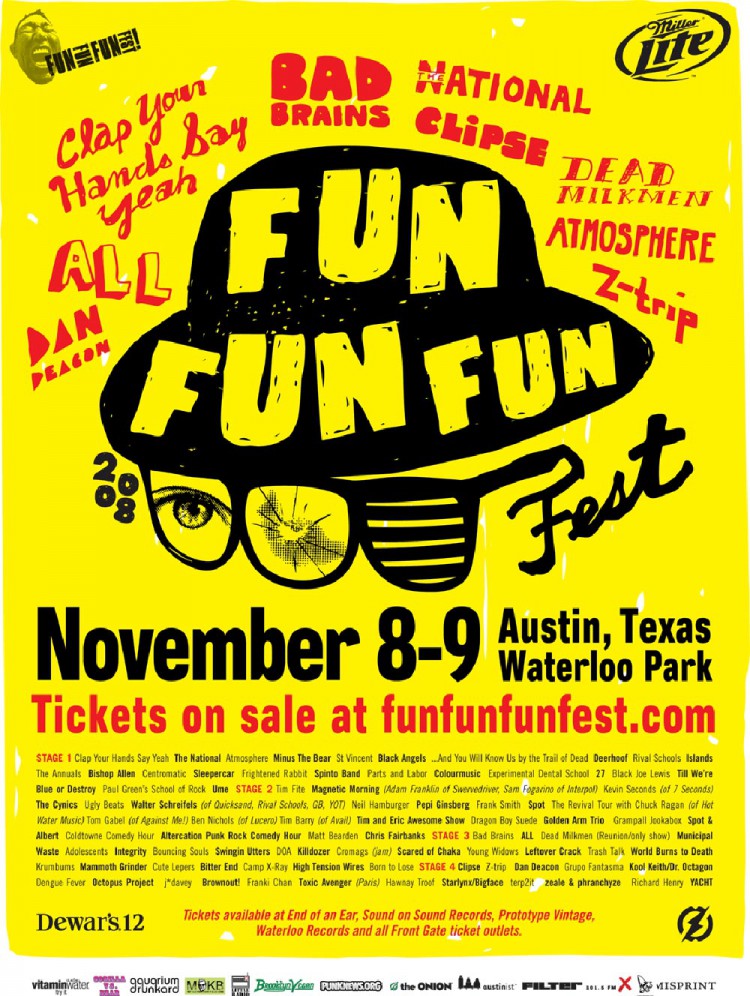 FUN FUN FUN FEST!
Miller Lite
BAD BRAINS
THE NATIONAL
Clap Your Hands Say Yeah
CLIPSE
DEAD MILKMEN
ALL
ATMOSPHERE
Z-trip
DAN DEACON
FUN
FUN FUN
Fest
2008
November 8-9
Austin, Texas
Waterloo Park
Tickets on sale at funfunfunfest.com
STAGE 1 Clap Your Hands Say Yeah The National Atmosphere Minus The Bear St Vincent Black Angels ...And You Will Know Us by the Trail of Dead Deerhoof Rival Schools Islands
The Annuals Bishop Allen Centromatic Sleepercar Frightened Rabbit Spinto Band Parts and Labor Colourmusic Experimental Dental School 27 Black Joe Lewis Till We're
Blue or Destroy Paul Green's School of Rock Ume STAGE 2 Tim Fite Magnetic Morning (Adam Franklin of Swervedriver, Sam Fogarino of Interpol) Kevin Seconds (of 7 Seconds)
The Cynics Ugly Beats Walter Schreifels (of Quicksand, Rival Schools, GB, YOT) Neil Hamburger Pepi Ginsberg Frank Smith Spot The Revival Tour with Chuck Ragan (of Hot
Water Music) Tom Gabel (of Against Me!) Ben Nichols (of Lucero) Tim Barry (of Avail) Tim and Eric Awesome Show Dragon Boy Suede Golden Arm Trio Grampall Jookabox Spot &
Albert Coldtowne Comedy Hour Altercation Punk Rock Comedy Hour Matt Bearden Chris Fairbanks STAGE 3 Bad Brains ALL Dead Milkmen (Reunion/only show) Municipal
Waste Adolescents Integrity Bouncing Souls Swingin Utters DOA Killdozer Cromags (jam) Scared of Chaka Young Widows Leftover Crack Trash Talk World Burns to Death
Krumbums Mammoth Grinder Cute Lepers Bitter End Camp X-Ray High Tension Wires Born to Lose STAGE 4 Clipse Z-trip Dan Deacon Grupo Fantasma Kool Keith/Dr. Octagon
Dengue Fever Octopus Project j*davey Brownout! Franki Chan Toxic Avenger (Paris) Hawnay Troof Starlynx/Bigface terp2it zeale & phranchyze Richard Henry YACHT
Dewar's 12
Tickets available at End of an Ear, Sound on Sound Records, Prototype Vintage,
Waterloo Records and all Front Gate ticket outlets.
vitaminwater try it GORILLA VS. BEAR aquarium drunkard BrooklynVegan PUNKNEWS.ORG the ONION austinist FILTER 101.5 FM X MISPRINT